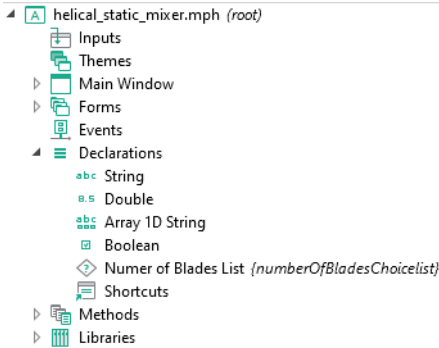 A helical_static_mixer.mph (root)
Inputs
Themes
Main Window
Forms
Events
Declarations
abc String
8.5 Double
abc Array 1D String
Boolean
? Numer of Blades List {numberOfBladesChoicelist}
Shortcuts
Methods
Libraries